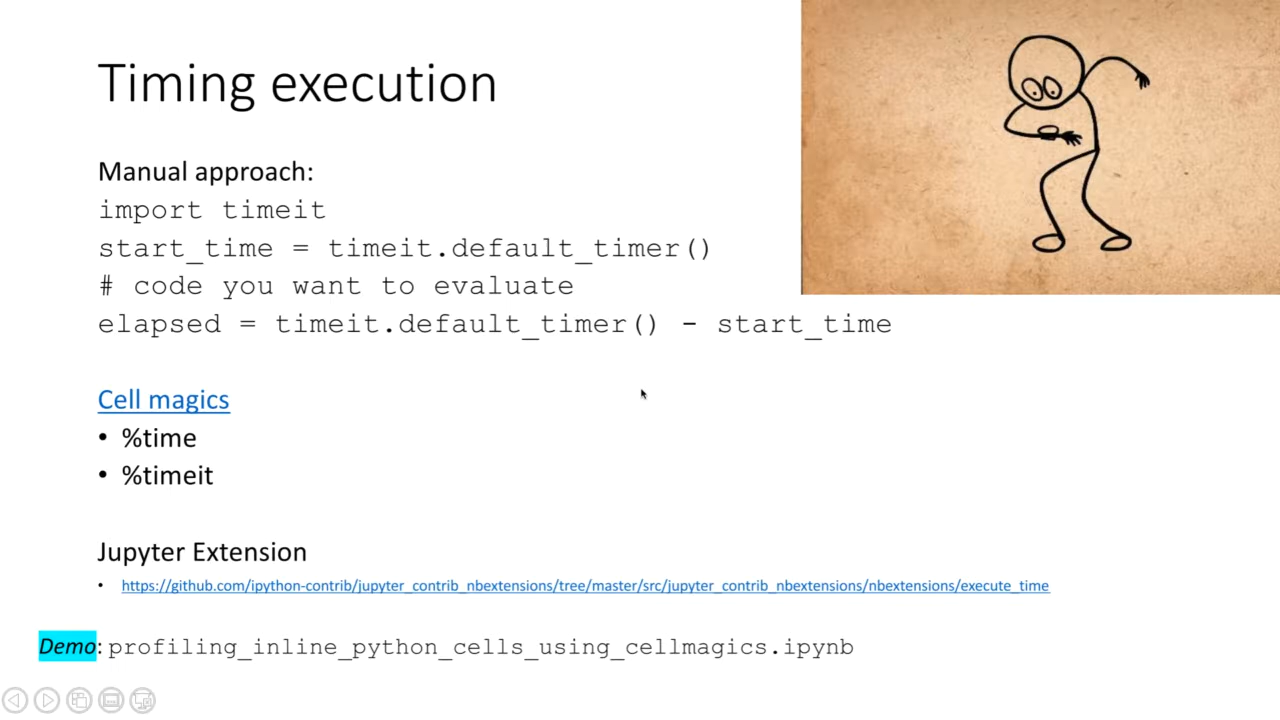 Timing execution
Manual approach:
import timeit
start_time = timeit.default_timer()
# code you want to evaluate
elapsed = timeit.default_timer() - start_time
Cell magics
• %time
• %timeit
Jupyter Extension
• https://github.com/ipython-contrib/jupyter_contrib_nbextensions/tree/master/src/jupyter_contrib_nbextensions/nbextensions/execute_time
Demo: profiling_inline_python_cells_using_cellmagics.ipynb